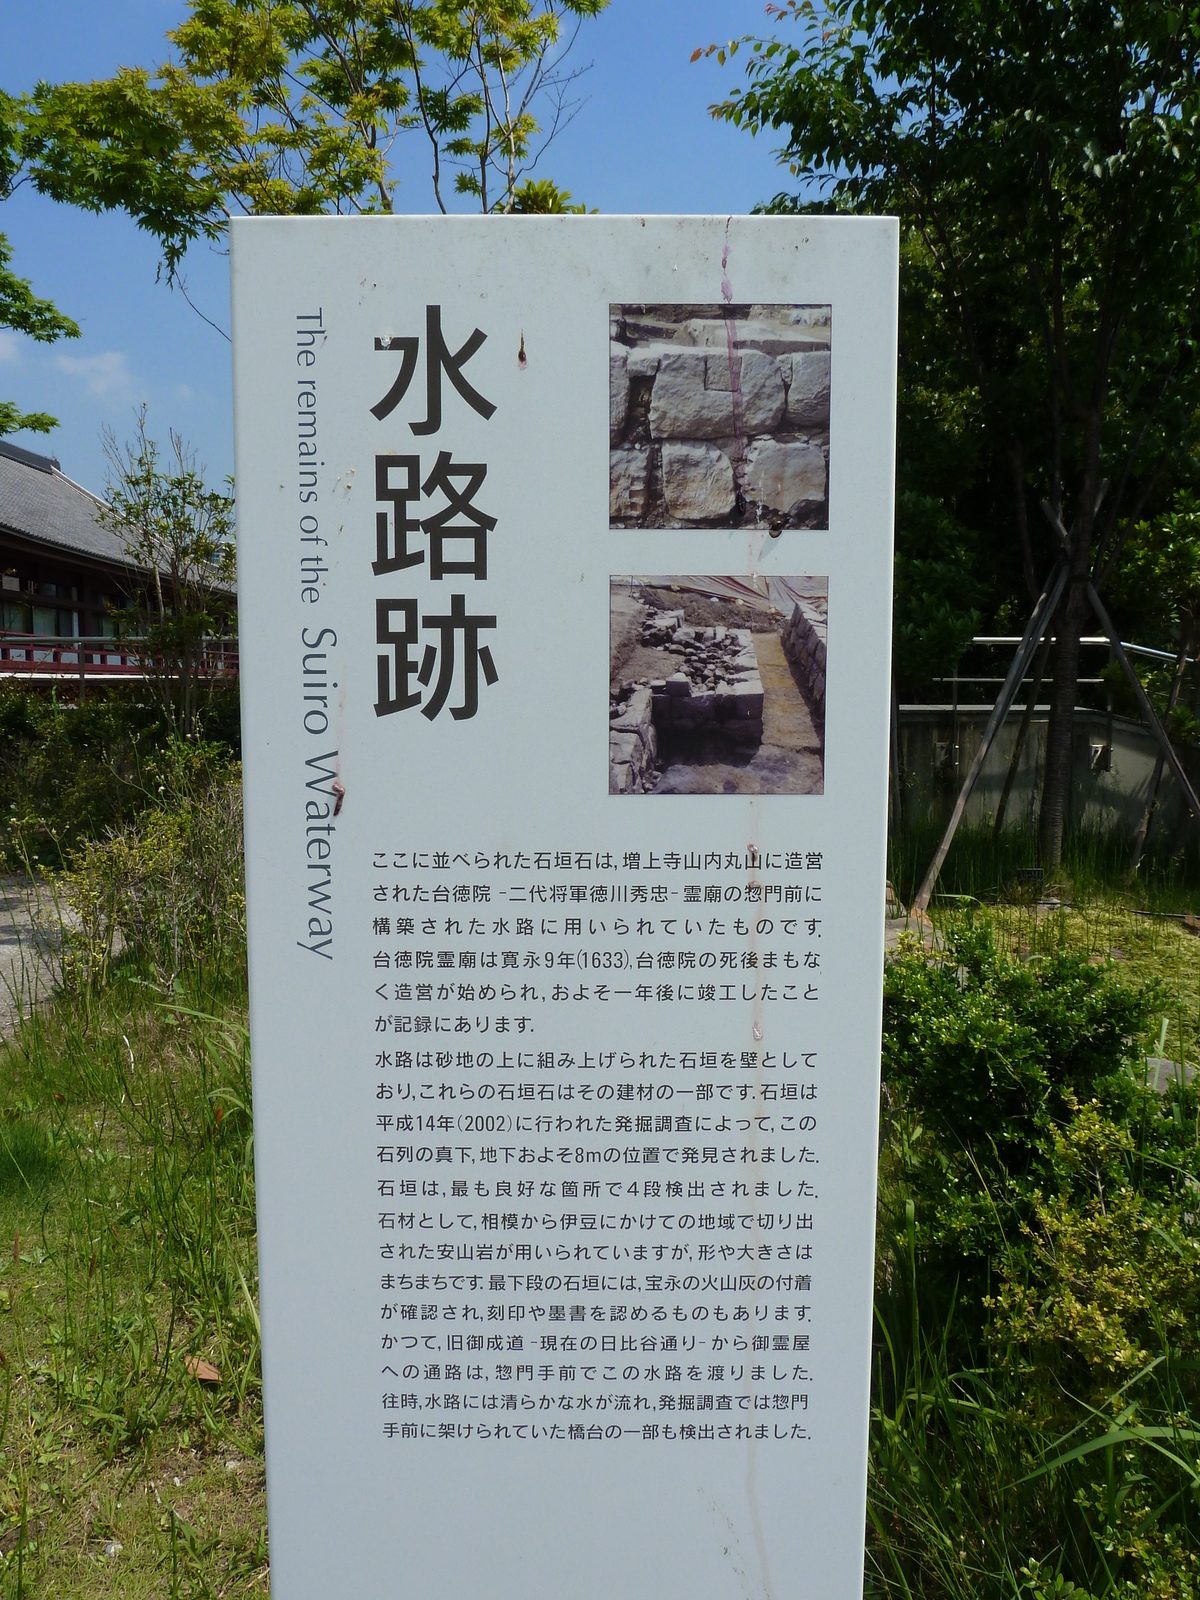 水路跡
The remains of the Suiro Waterway
ここに並べられた石垣石は,増上寺山内丸山に造営
された台徳院 -二代将軍徳川秀忠- 霊廟の惣門前に
構築された水路に用いられていたものです.
台徳院霊廟は寛永9年(1633),台徳院の死後まもな
く造営が始められ,およそ一年後に竣工したこと
が記録にあります.
水路は砂地の上に組み上げられた石垣を壁として
おり,これらの石垣石はその建材の一部です.石垣は
平成14年(2002)に行われた発掘調査によって,この
石列の真下,地下およそ8mの位置で発見されました.
石垣は,最も良好な箇所で4段検出されました.
石材として,相模から伊豆にかけての地域で切り出
された安山岩が用いられていますが,形や大きさは
まちまちです.最下段の石垣には,宝永の火山灰の付着
が確認され,刻印や墨書を認めるものもあります.
かつて,旧御成道 -現在の日比谷通り- から御霊屋
への通路は,惣門手前でこの水路を渡りました.
往時,水路には清らかな水が流れ,発掘調査では惣門
手前に架けられていた橋台の一部も検出されました.